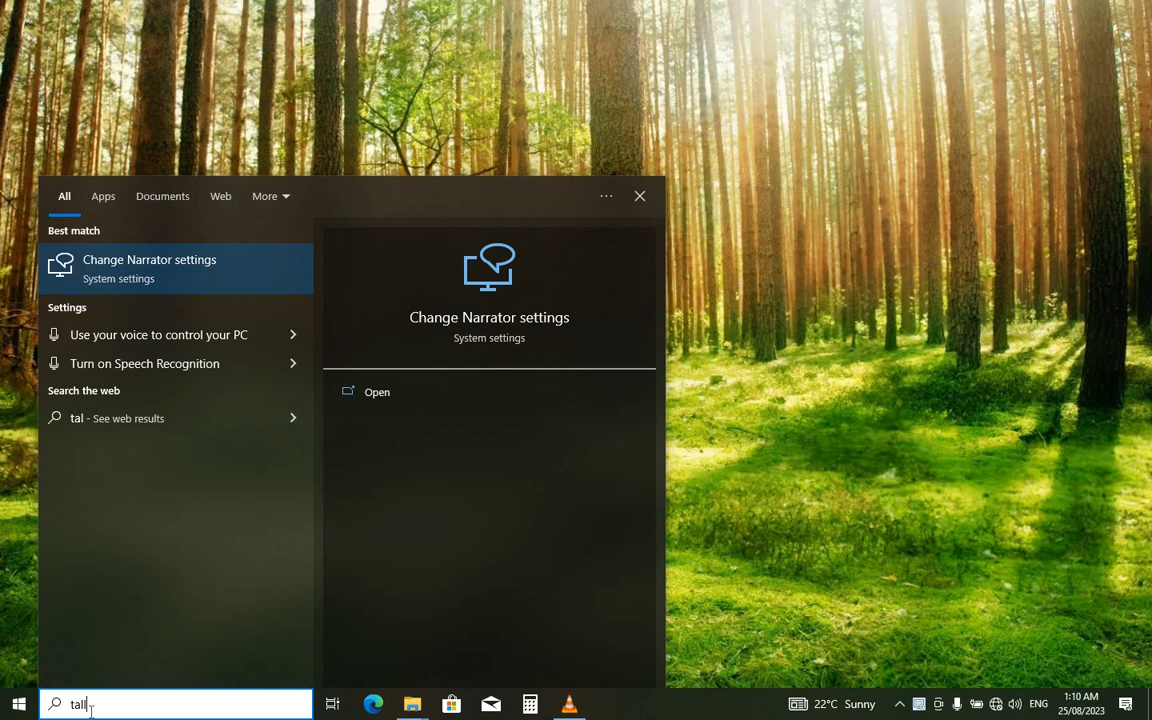 All Apps Documents Web More
Best match
Change Narrator settings
System settings
Settings
Use your voice to control your PC
Turn on Speech Recognition
Search the web
tal - See web results
Change Narrator settings
System settings
Open
tall
22°C Sunny
ENG
1:10 AM
25/08/2023